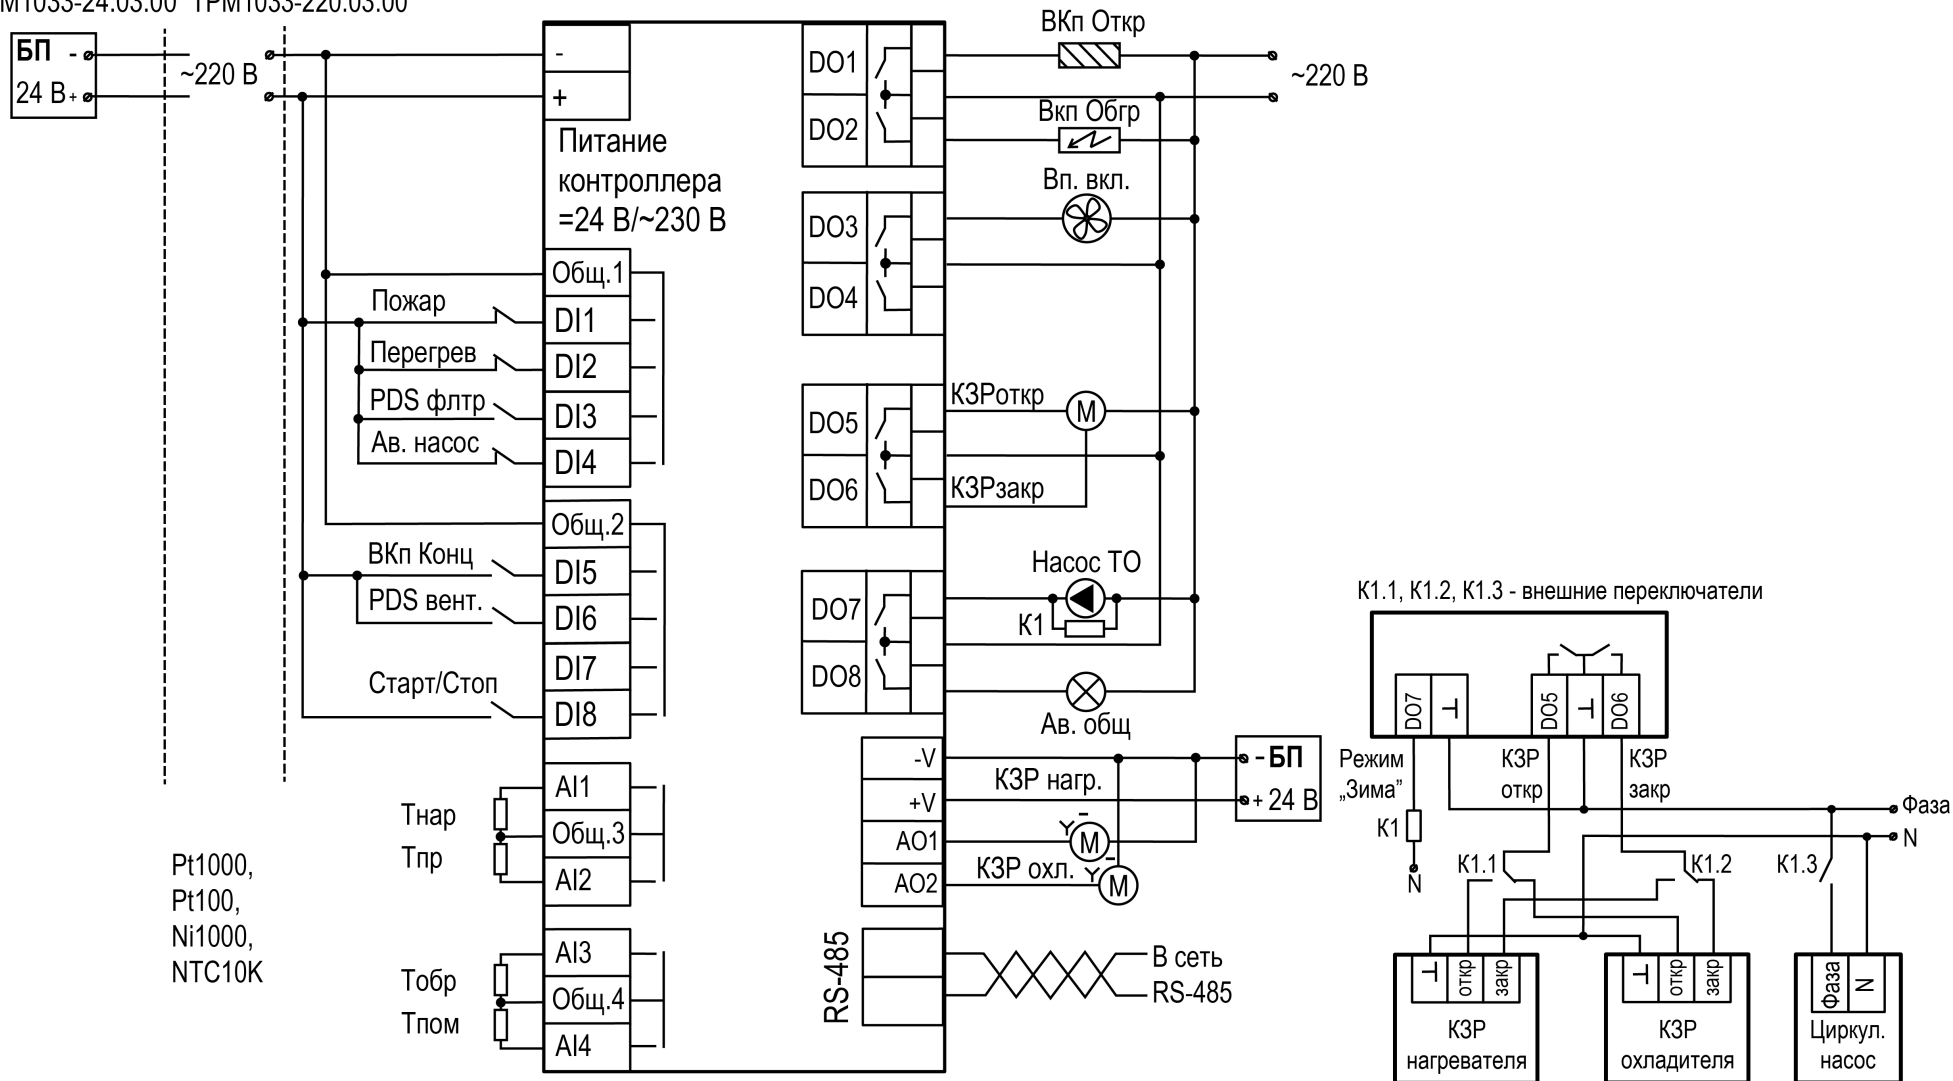 ТРМ1033-220.03.00
БП -
24 В +
~220 В
-
+
Питание
контроллера
=24 В/~230 В
Общ.1
Пожар
DI1
Перегрев
DI2
PDS флтр
DI3
Ав. насос
DI4
Общ.2
ВКп Конц
DI5
PDS вент.
DI6
DI7
Старт/Стоп
DI8
AI1
Тнар
Общ.3
Тпр
AI2
Pt1000,
Pt100,
Ni1000,
NTC10K
AI3
Тобр
Общ.4
Тпом
AI4
DO1
DO2
DO3
DO4
DO5
DO6
DO7
DO8
ВКп Откр
~220 В
Вкп Обгр
Вп. вкл.
КЗРоткр
М
КЗРзакр
Насос ТО
К1
Ав. общ
-V
+V
AO1
AO2
КЗР нагр.
- БП
+ 24 В
М
Y
-
КЗР охл.
М
Y
-
RS-485
В сеть
RS-485
К1.1, К1.2, К1.3 - внешние переключатели
DO7
DO5
DO6
Режим
„Зима”
КЗР
откр
КЗР
закр
Фаза
N
К1
N
К1.1
К1.2
К1.3
откр
закр
откр
закр
Фаза
N
КЗР
нагревателя
КЗР
охладителя
Циркул.
насос